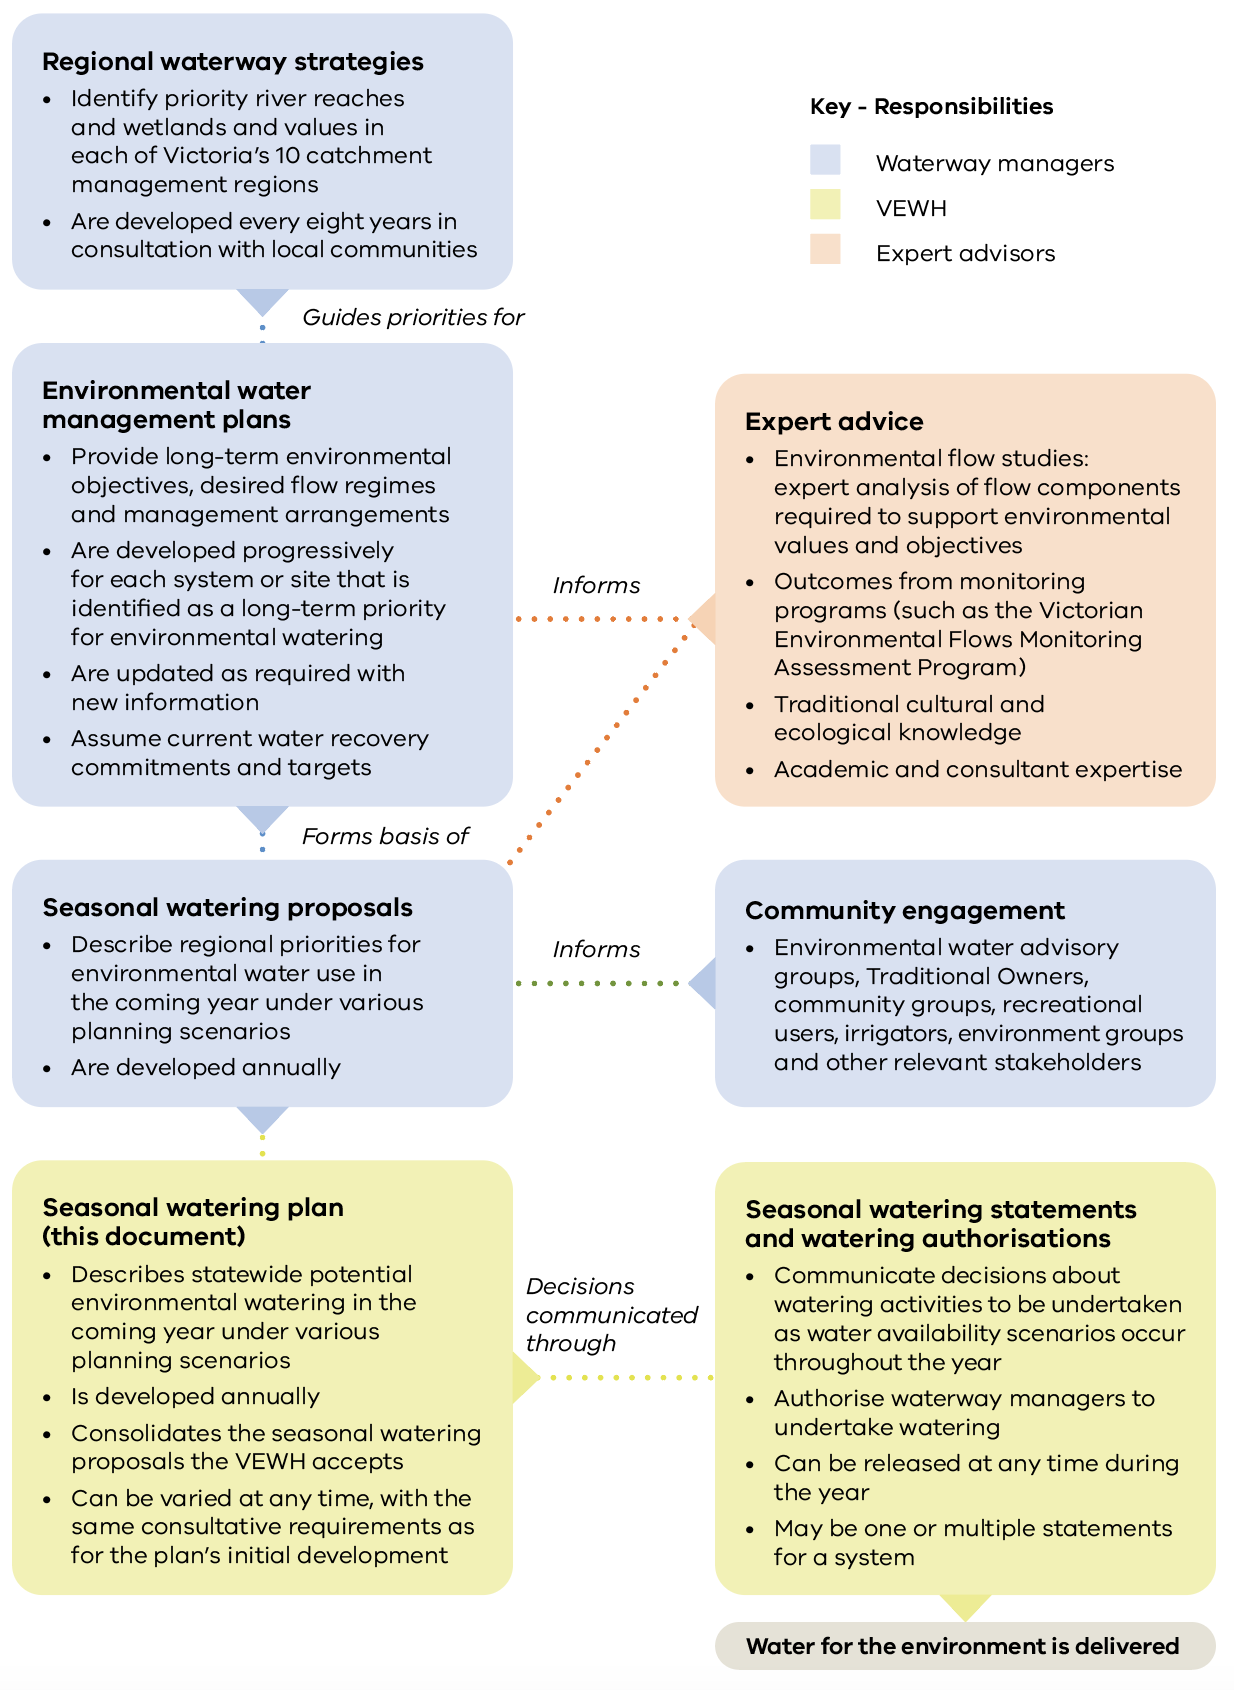 Regional waterway strategies
• Identify priority river reaches
and wetlands and values in
each of Victoria's 10 catchment
management regions
• Are developed every eight years in
consultation with local communities
Key - Responsibilities
Waterway managers
VEWH
Expert advisors
Guides priorities for
Environmental water
management plans
• Provide long-term environmental
objectives, desired flow regimes
and management arrangements
• Are developed progressively
for each system or site that is
identified as a long-term priority
for environmental watering
• Are updated as required with
new information
• Assume current water recovery
commitments and targets
Informs
Expert advice
• Environmental flow studies:
expert analysis of flow components
required to support environmental
values and objectives
• Outcomes from monitoring
programs (such as the Victorian
Environmental Flows Monitoring
Assessment Program)
• Traditional cultural and
ecological knowledge
• Academic and consultant expertise
Forms basis of
Seasonal watering proposals
• Describe regional priorities for
environmental water use in
the coming year under various
planning scenarios
• Are developed annually
Informs
Community engagement
• Environmental water advisory
groups, Traditional Owners,
community groups, recreational
users, irrigators, environment groups
and other relevant stakeholders
Seasonal watering plan
(this document)
• Describes statewide potential
environmental watering in the
coming year under various
planning scenarios
• Is developed annually
• Consolidates the seasonal watering
proposals the VEWH accepts
• Can be varied at any time, with the
same consultative requirements as
for the plan's initial development
Decisions
communicated
through
Seasonal watering statements
and watering authorisations
• Communicate decisions about
watering activities to be undertaken
as water availability scenarios occur
throughout the year
• Authorise waterway managers to
undertake watering
• Can be released at any time during
the year
• May be one or multiple statements
for a system
Water for the environment is delivered